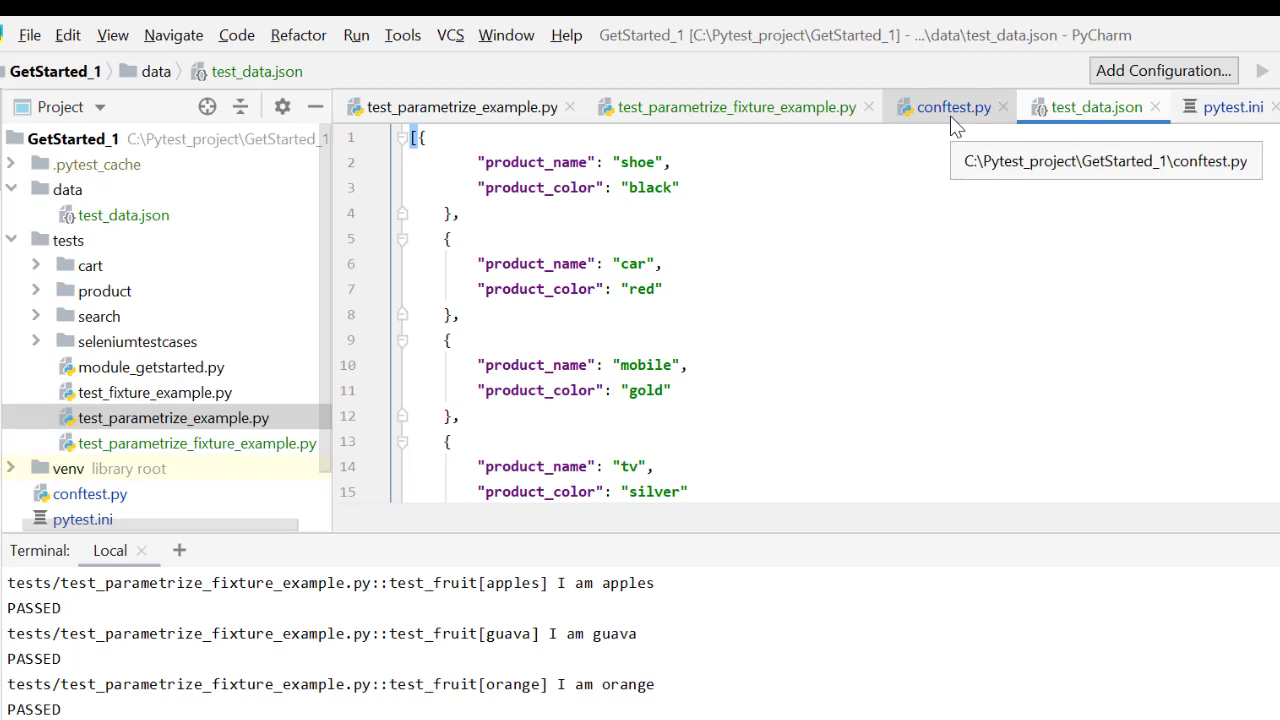 File Edit View Navigate Code Refactor Run Tools VCS Window Help GetStarted_1 [C:\Pytest_project\GetStarted_1] - ...\data\test_data.json - PyCharm
GetStarted_1 data test_data.json Add Configuration...
Project test_parametrize_example.py test_parametrize_fixture_example.py conftest.py test_data.json pytest.ini
GetStarted_1 C:\Pytest_project\GetStarted_1
.pytest_cache
data
test_data.json
tests
cart
product
search
seleniumtestcases
module_getstarted.py
test_fixture_example.py
test_parametrize_example.py
test_parametrize_fixture_example.py
venv library root
conftest.py
pytest.ini
1 [{
2 "product_name": "shoe",
3 "product_color": "black"
4 },
5 {
6 "product_name": "car",
7 "product_color": "red"
8 },
9 {
10 "product_name": "mobile",
11 "product_color": "gold"
12 },
13 {
14 "product_name": "tv",
15 "product_color": "silver"
C:\Pytest_project\GetStarted_1\conftest.py
Terminal: Local
tests/test_parametrize_fixture_example.py::test_fruit[apples] I am apples
PASSED
tests/test_parametrize_fixture_example.py::test_fruit[guava] I am guava
PASSED
tests/test_parametrize_fixture_example.py::test_fruit[orange] I am orange
PASSED